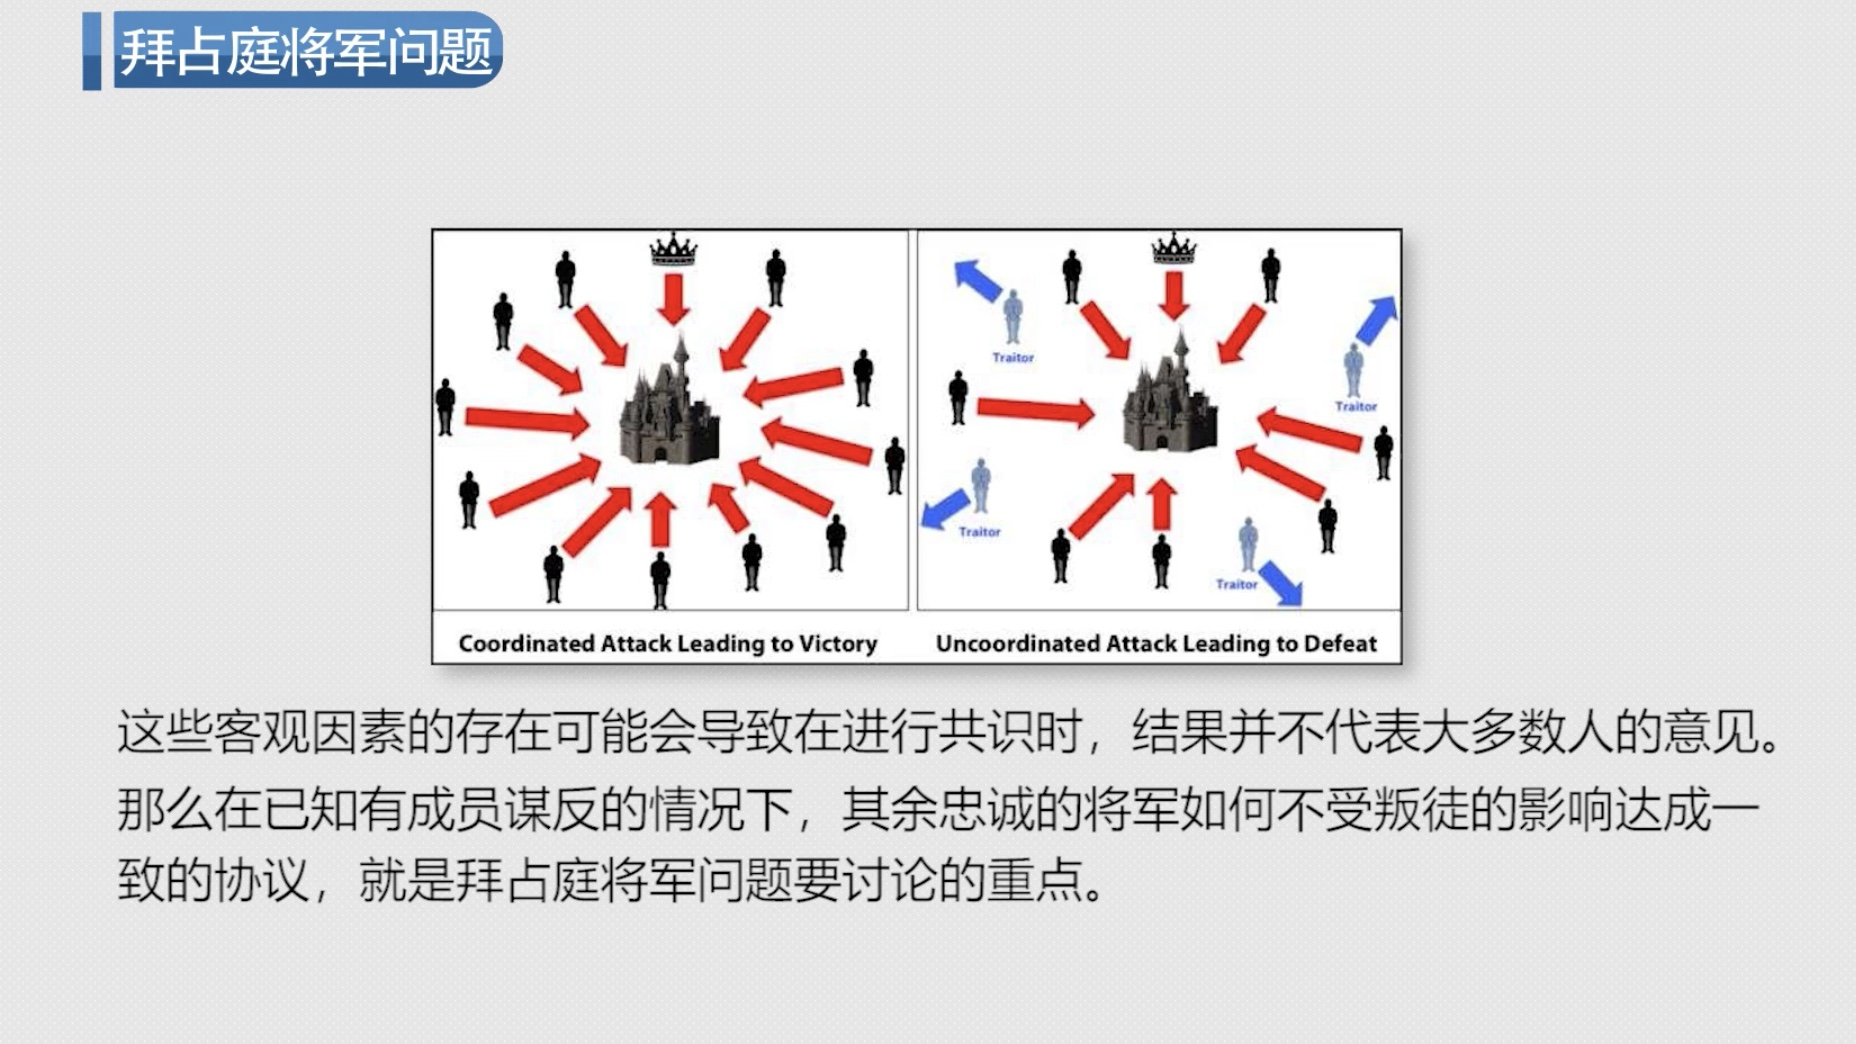 拜占庭将军问题
Traitor
Traitor
Traitor
Traitor
Coordinated Attack Leading to Victory
Uncoordinated Attack Leading to Defeat
这些客观因素的存在可能会导致在进行共识时，结果并不代表大多数人的意见。
那么在已知有成员谋反的情况下，其余忠诚的将军如何不受叛徒的影响达成一
致的协议，就是拜占庭将军问题要讨论的重点。